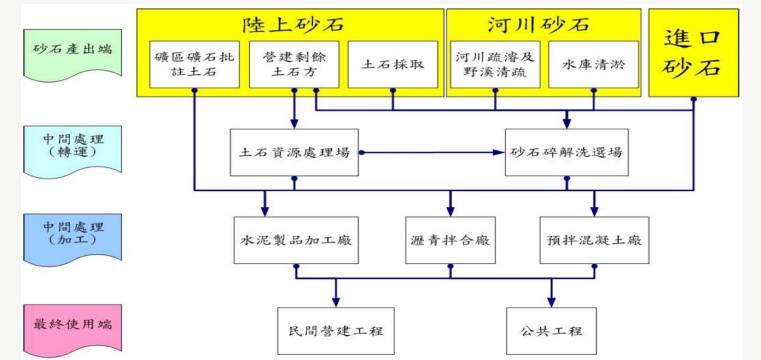 砂石產出端
陸上砂石
礦區礦石批
註土石
營建剩餘
土石方
土石採取
河川砂石
河川疏濬及
野溪清疏
水庫清淤
進口
砂石
中間處理
(轉運)
土石資源處理場
砂石碎解洗選場
中間處理
(加工)
水泥製品加工廠
瀝青拌合廠
預拌混凝土廠
最終使用端
民間營建工程
公共工程